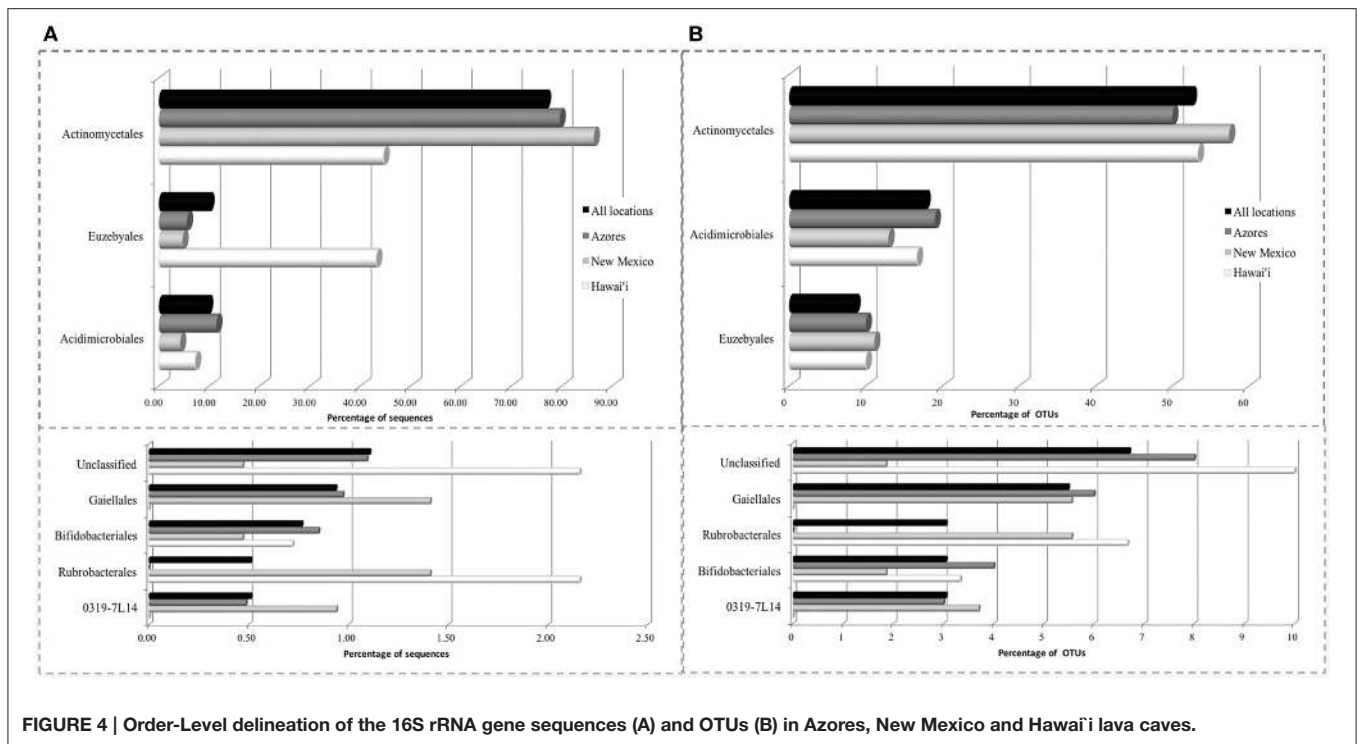 A
Actinomycetales
Euzebyales
Acidimicrobiales
■ All locations
■ Azores
■ New Mexico
Hawai'i
0.00 10.00 20.00 30.00 40.00 50.00 60.00 70.00 80.00 90.00
Percentage of sequences
Unclassified
Gaiellales
Bifidobacteriales
Rubrobacterales
0319-7L14
0.00 0.50 1.00 1.50 2.00 2.50
Percentage of sequences
B
Actinomycetales
Acidimicrobiales
Euzebyales
■ All locations
■ Azores
■ New Mexico
Hawai'i
0 10 20 30 40 50 60
Percentage of OTUs
Unclassified
Gaiellales
Rubrobacterales
Bifidobacteriales
0319-7L14
0 1 2 3 4 5 6 7 8 9 10
Percentage of OTUs
FIGURE 4 | Order-Level delineation of the 16S rRNA gene sequences (A) and OTUs (B) in Azores, New Mexico and Hawai`i lava caves.